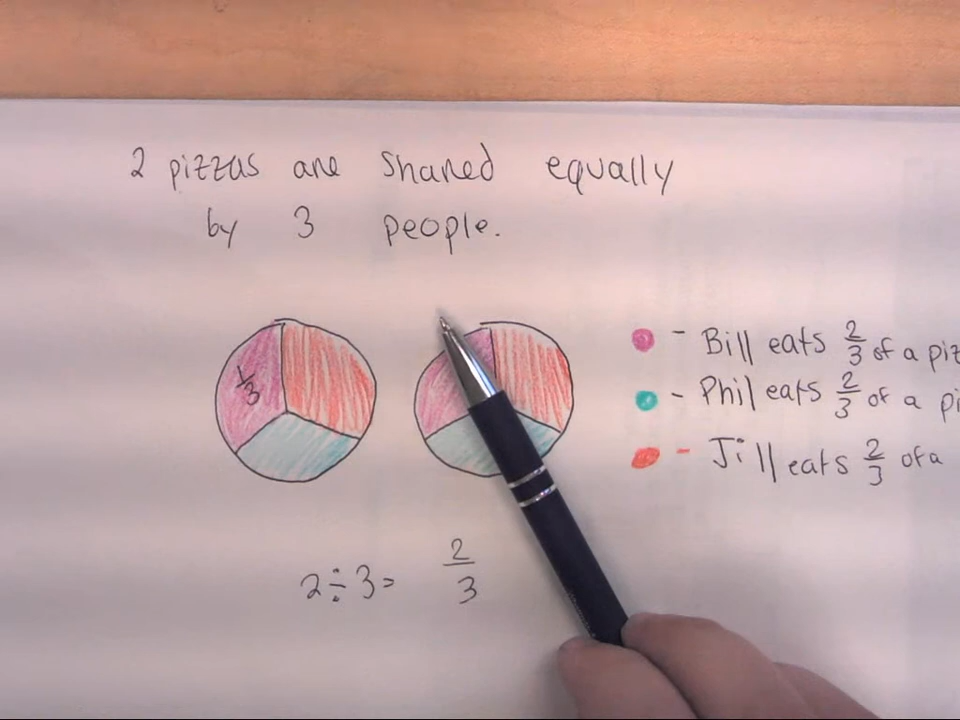 2 pizzas are shared equally
by 3 people.
1/3
- Bill eats 2/3 of a
- Phil eats 2/3 of a
- Jill eats 2/3 of a
2÷3= 2/3